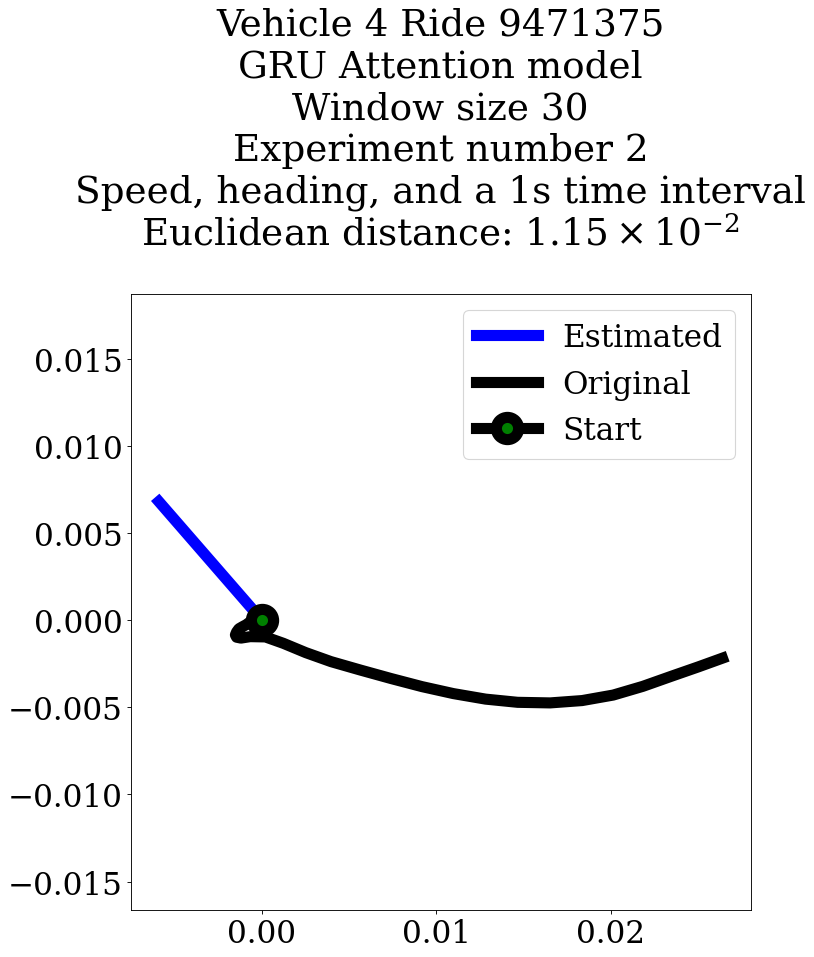 Vehicle 4 Ride 9471375
GRU Attention model
Window size 30
Experiment number 2
Speed, heading, and a 1s time interval
Euclidean distance: 1.15 × 10⁻²
Estimated
Original
Start
0.015
0.010
0.005
0.000
−0.005
−0.010
−0.015
0.00
0.01
0.02